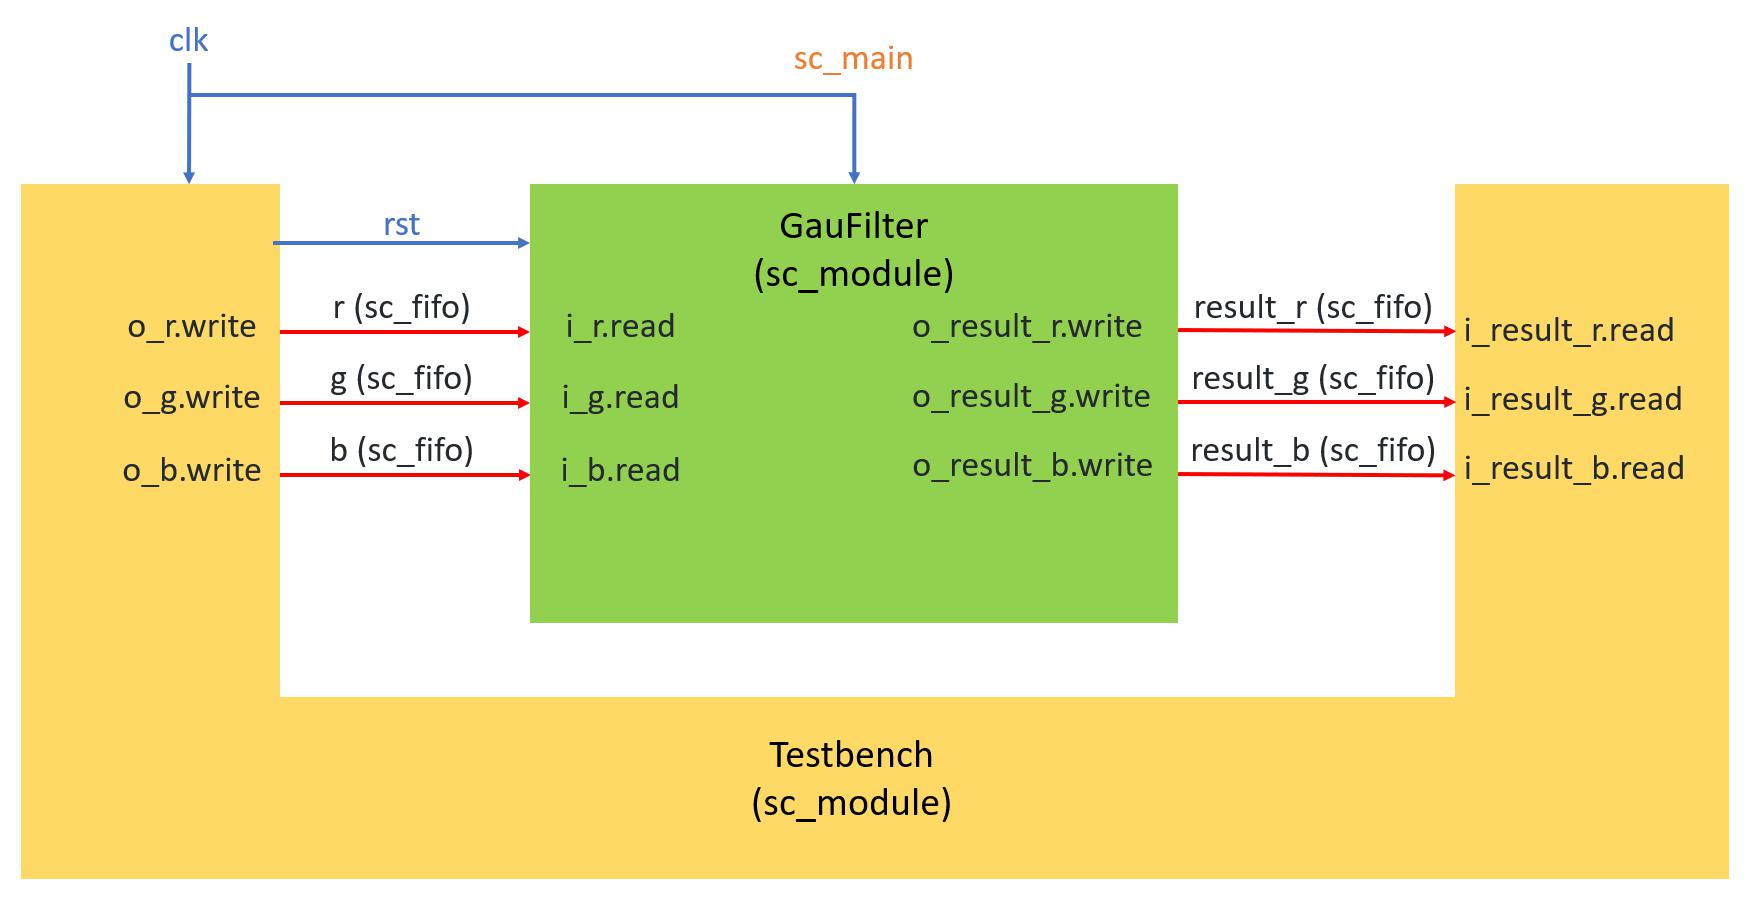 clk
sc_main
rst
GauFilter
(sc_module)
r (sc_fifo)
result_r (sc_fifo)
o_r.write
i_r.read
o_result_r.write
i_result_r.read
g (sc_fifo)
result_g (sc_fifo)
o_g.write
i_g.read
o_result_g.write
i_result_g.read
b (sc_fifo)
result_b (sc_fifo)
o_b.write
i_b.read
o_result_b.write
i_result_b.read
Testbench
(sc_module)